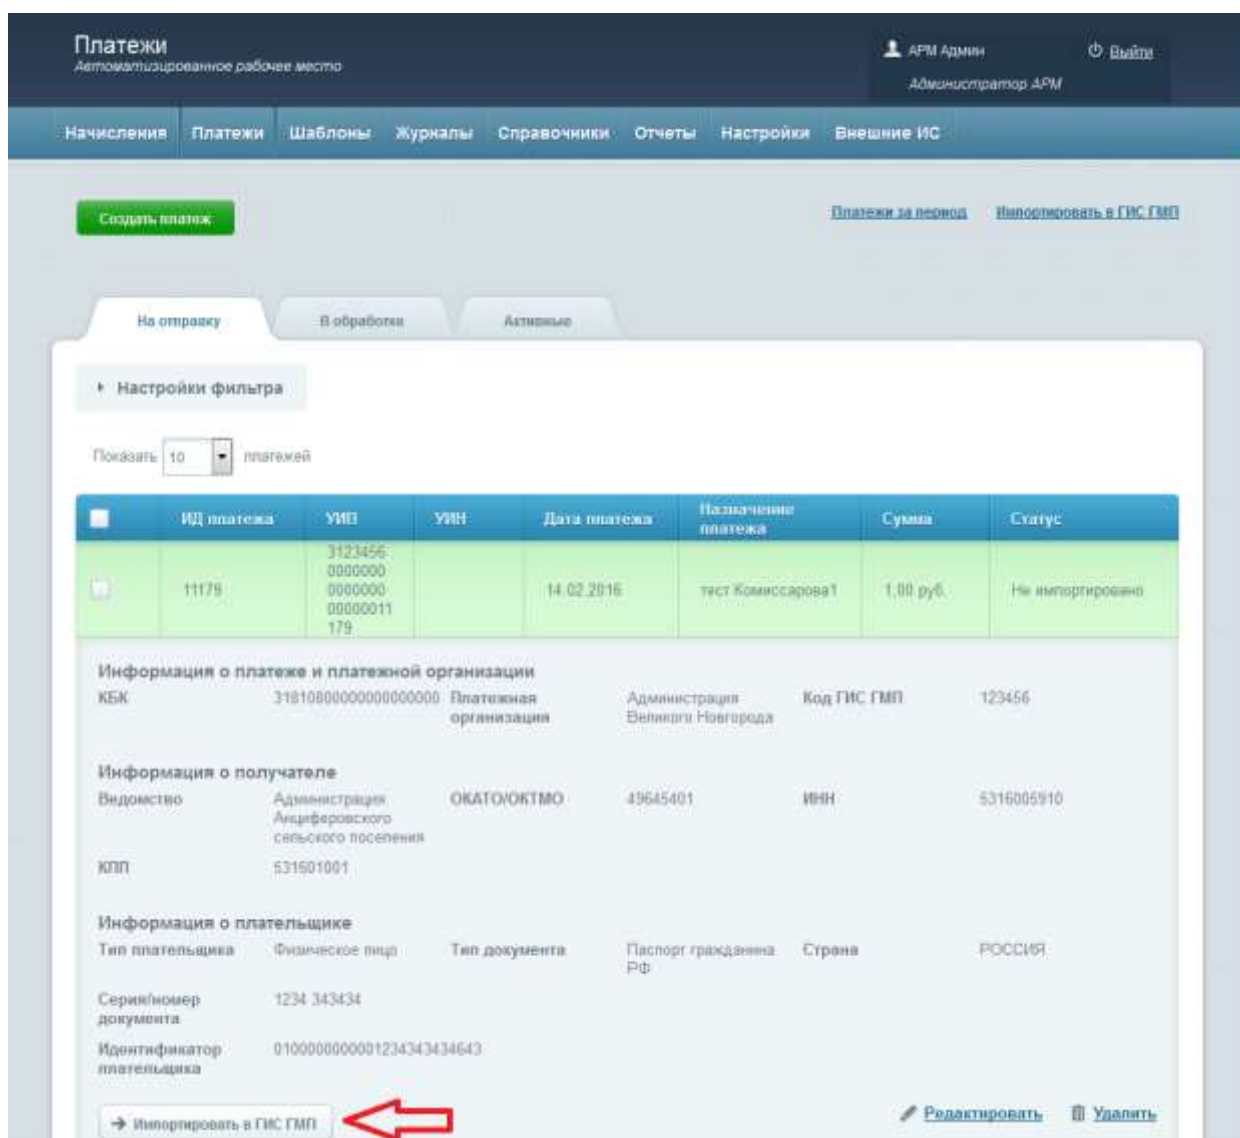 Платежи
Автоматизированное рабочее место
АРМ Админ
Выйти
Администратор АРМ
Начисления Платежи Шаблоны Журналы Справочники Отчеты Настройки Внешние ИС
Создать платеж
Платежи за период Импортировать в ГИС ГМП
На отправку В обработке Активные
Настройки фильтра
Показать 10 платежей
ИД платежа УИП УИН Дата платежа Назначение платежа Сумма Статус
11179 3123456 14.02.2016 тест Комиссарова1 1,00 руб. Не импортировано
0000000
0000000
00000011
179
Информация о платеже и платежной организации
КБК 31810800000000000000 Платежная организация Администрация Великого Новгорода Код ГИС ГМП 123456
Информация о получателе
Ведомство Администрация Анциферовского сельского поселения ОКАТО/ОКТМО 49645401 ИНН 5316005910
КПП 531601001
Информация о плательщике
Тип плательщика Физическое лицо Тип документа Паспорт гражданина РФ Страна РОССИЯ
Серия/номер документа 1234 343434
Идентификатор плательщика 0100000000001234343434643
Импортировать в ГИС ГМП
Редактировать Удалить